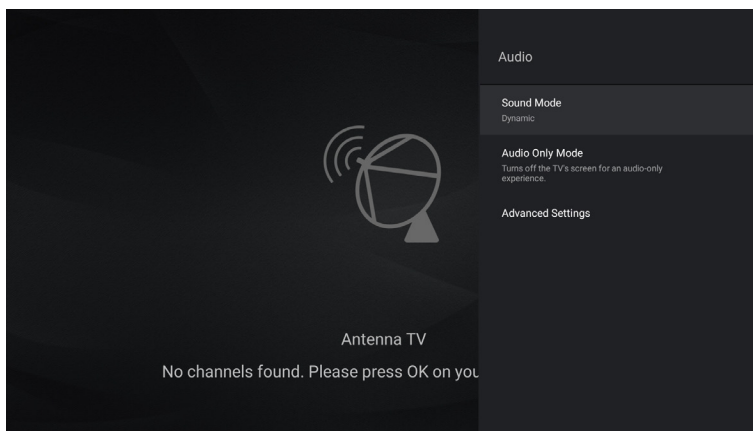 Audio
Sound Mode
Dynamic
Audio Only Mode
Turns off the TV's screen for an audio-only
experience.
Advanced Settings
Antenna TV
No channels found. Please press OK on you